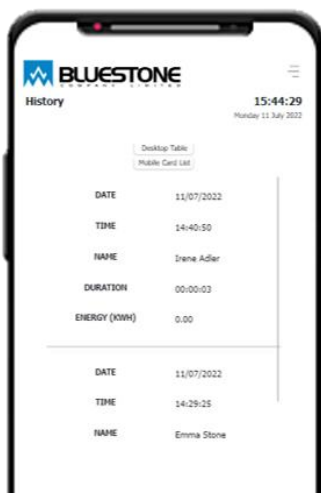 BLUESTONE
COMPANY LIMITED
History 15:44:29
Monday 11 July 2022
Desktop Table
Mobile Card List
DATE 11/07/2022
TIME 14:40:50
NAME Irene Adler
DURATION 00:00:03
ENERGY (KWH) 0.00
DATE 11/07/2022
TIME 14:29:25
NAME Emma Stone